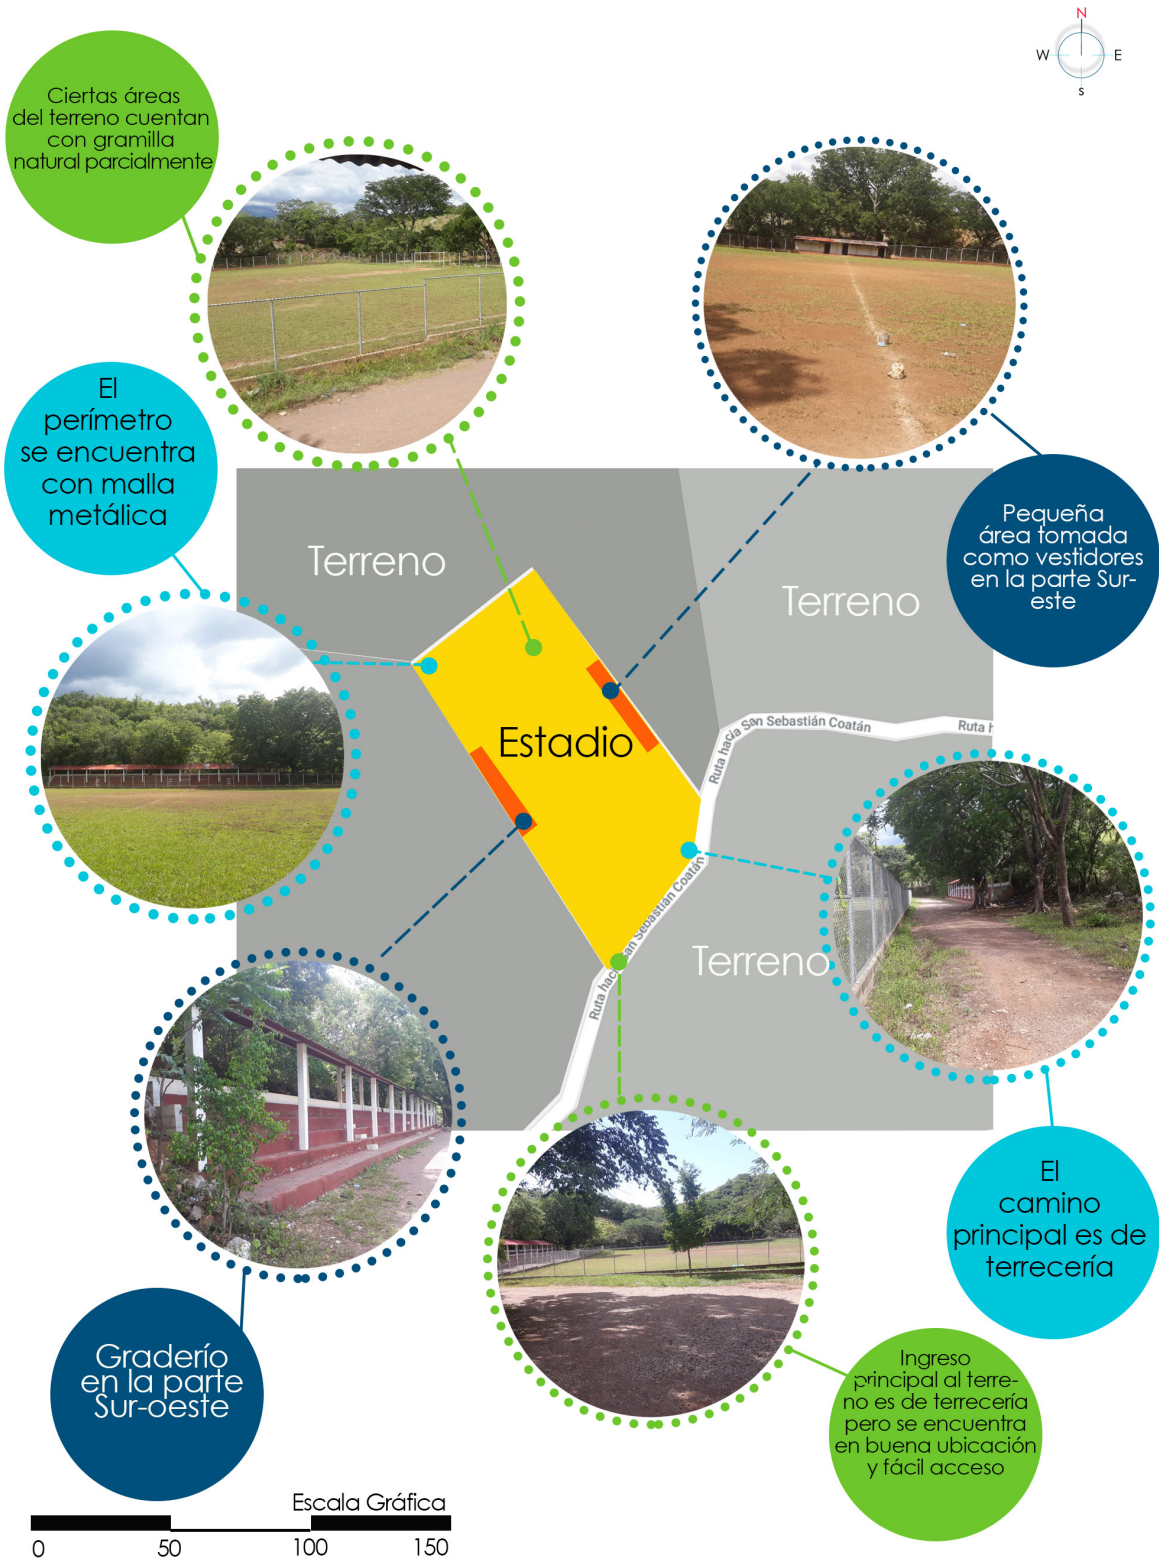 N
W
E
s
Ciertas áreas
del terreno cuentan
con gramilla
natural parcialmente
El
perímetro
se encuentra
con malla
metálica
Pequeña
área tomada
como vestidores
en la parte Sur-
este
Terreno
Terreno
Estadio
Ruta hacia San Sebastián Coatán
Ruta h
Ruta hacia San Sebastián Coatán
Terreno
El
camino
principal es de
terrecería
Graderío
en la parte
Sur-oeste
Ingreso
principal al terre-
no es de terrecería
pero se encuentra
en buena ubicación
y fácil acceso
Escala Gráfica
0
50
100
150